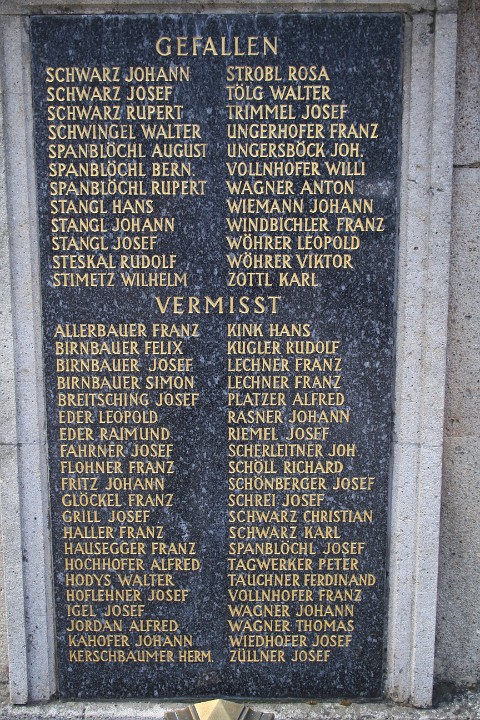 GEFALLEN
SCHWARZ JOHANN
SCHWARZ JOSEF
SCHWARZ RUPERT
SCHWINGEL WALTER
SPANBLÖCHL AUGUST
SPANBLÖCHL BERN.
SPANBLÖCHL RUPERT
STANGL HANS
STANGL JOHANN
STANGL JOSEF
STESKAL RUDOLF
STIMETZ WILHELM
STROBL ROSA
TÖLG WALTER
TRIMMEL JOSEF
UNGERHOFER FRANZ
UNGERSBÖCK JOH.
VOLLNHOFER WILLI
WAGNER ANTON
WIEMANN JOHANN
WINDBICHLER FRANZ
WÖHRER LEOPOLD
WÖHRER VIKTOR
ZOTTL KARL
VERMISST
ALLERBAUER FRANZ
BIRNBAUER FELIX
BIRNBAUER JOSEF
BIRNBAUER SIMON
BREITSCHING JOSEF
EDER LEOPOLD
EDER RAIMUND
FAHRNER JOSEF
FLOHNER FRANZ
FRITZ JOHANN
GLÖCKEL FRANZ
GRILL JOSEF
HALLER FRANZ
HAUSEGGER FRANZ
HOCHHOFER ALFRED
HODYS WALTER
HOFLEHNER JOSEF
IGEL JOSEF
JORDAN ALFRED
KAHOFER JOHANN
KERSCHBAUMER HERM.
KINK HANS
KUGLER RUDOLF
LECHNER FRANZ
LECHNER FRANZ
PLATZER ALFRED
RASNER JOHANN
RIEMEL JOSEF
SCHERLEITNER JOH
SCHÖLL RICHARD
SCHÖNBERGER JOSEF
SCHREI JOSEF
SCHWARZ CHRISTIAN
SCHWARZ KARL
SPANBLÖCHL JOSEF
TAGWERKER PETER
TAUCHNER FERDINAND
VOLLNHOFER FRANZ
WAGNER JOHANN
WAGNER THOMAS
WIEDHOFER JOSEF
ZÜLLNER JOSEF